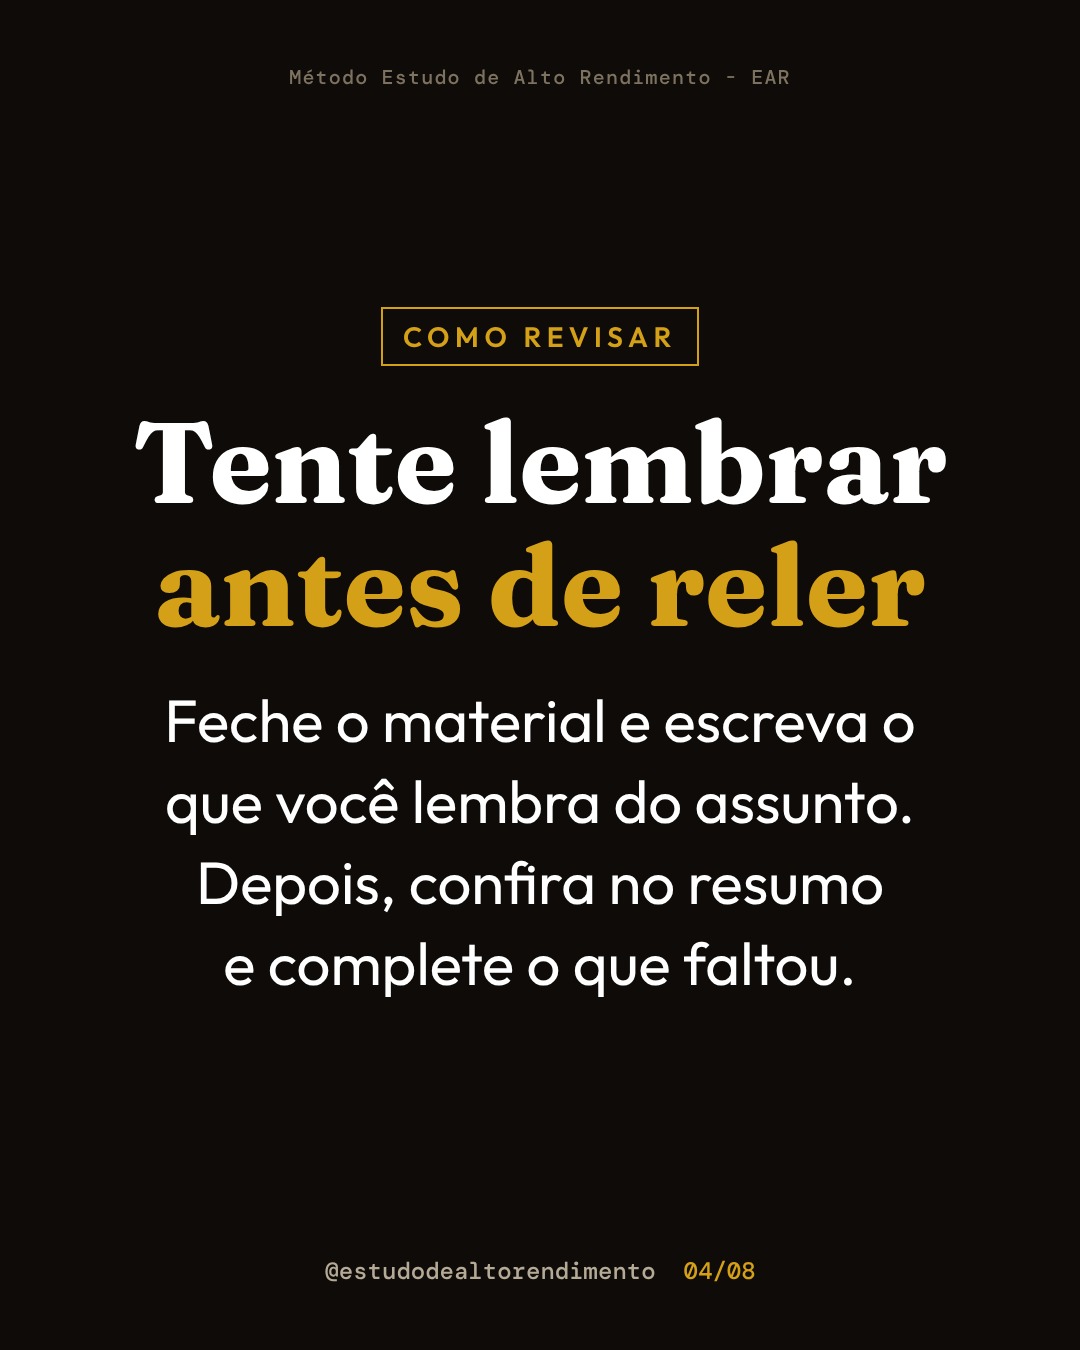 Método Estudo de Alto Rendimento - EAR
COMO REVISAR
Tente lembrar
antes de reler
Feche o material e escreva o
que você lembra do assunto.
Depois, confira no resumo
e complete o que faltou.
@estudodealtorendimento 04/08